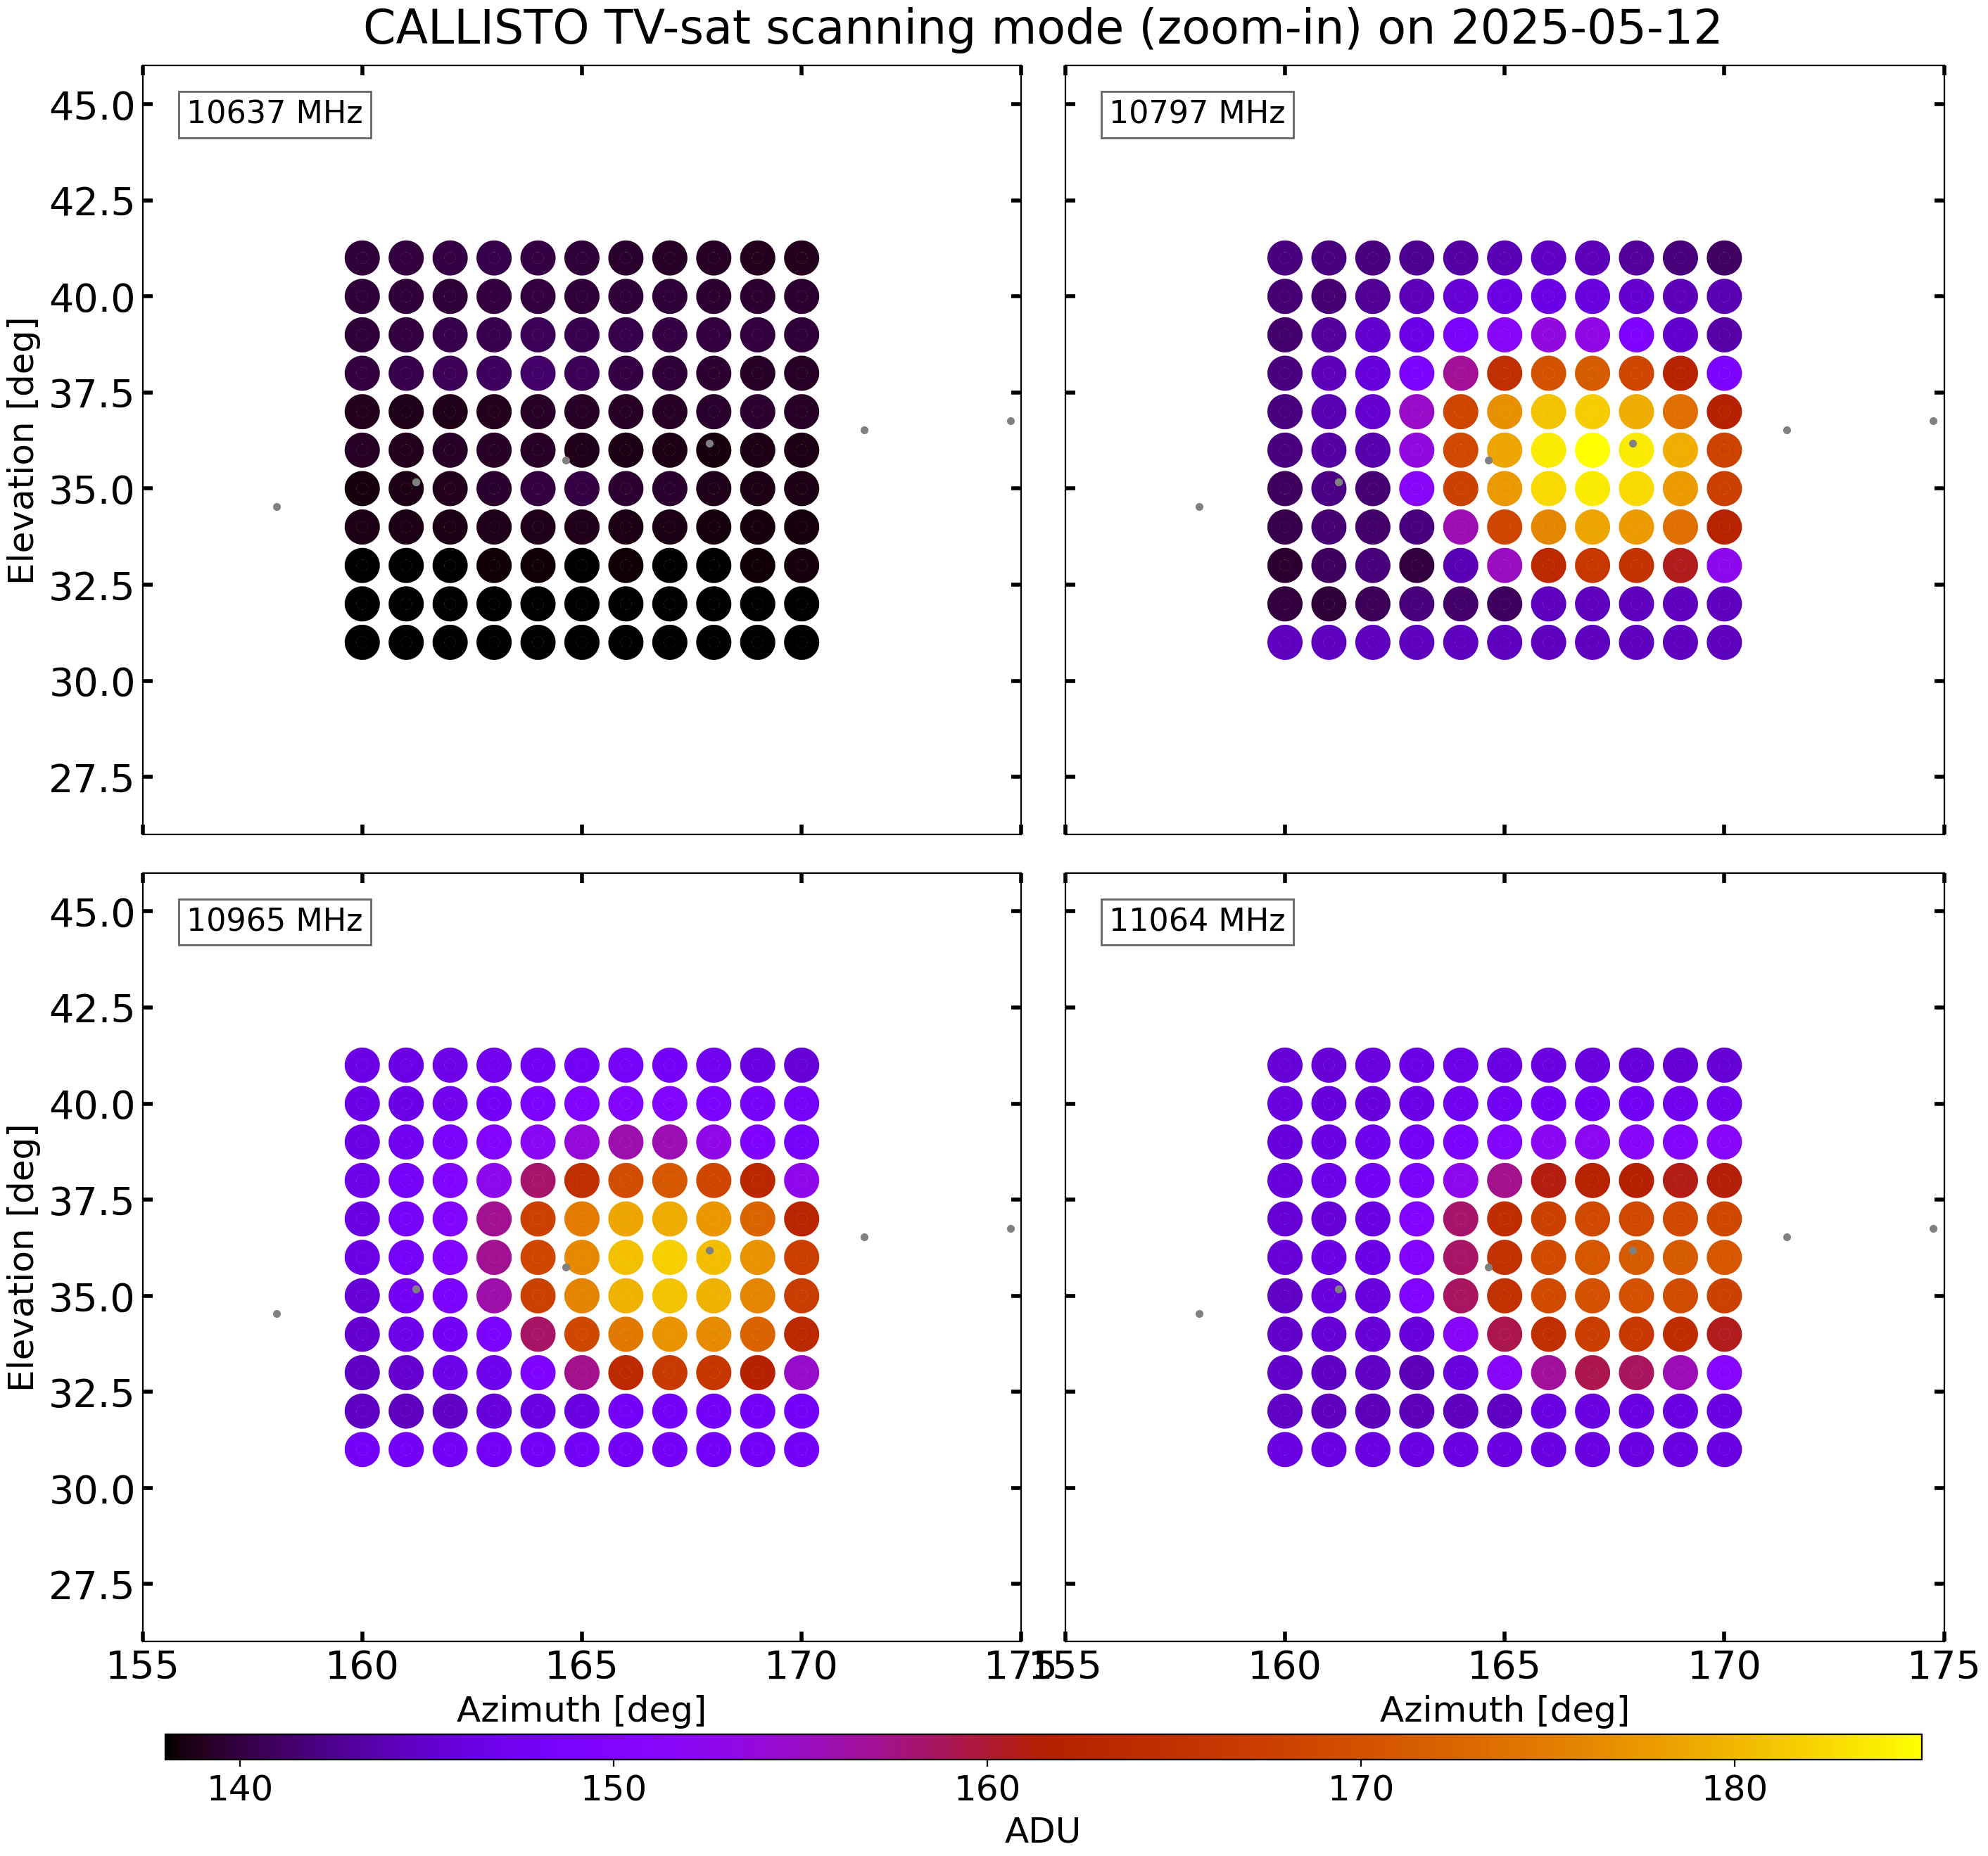 CALLISTO TV-sat scanning mode (zoom-in) on 2025-05-12
10637 MHz
10797 MHz
45.0
42.5
40.0
37.5
35.0
32.5
30.0
27.5
Elevation [deg]
10965 MHz
11064 MHz
45.0
42.5
40.0
37.5
35.0
32.5
30.0
27.5
Elevation [deg]
155 160 165 170 175
155 160 165 170 175
Azimuth [deg]
Azimuth [deg]
140 150 160 170 180
ADU